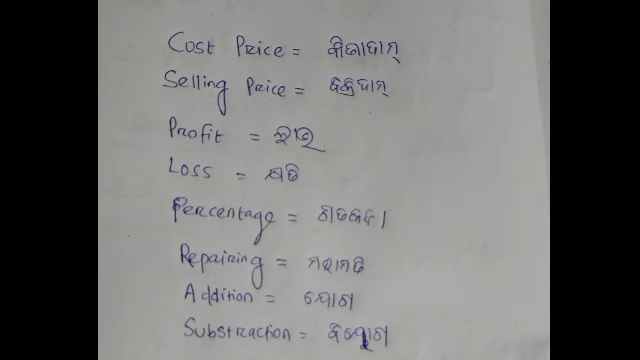 Cost Price = କିଣାଦାମ୍
Selling Price = ବିକ୍ରିଦାମ୍
Profit = ଲାଭ
Loss = କ୍ଷତି
Percentage = ଶତକଡ଼ା
Repairing = ମରାମତି
Addition = ଯୋଗ
Substraction = ବିଯୋଗ